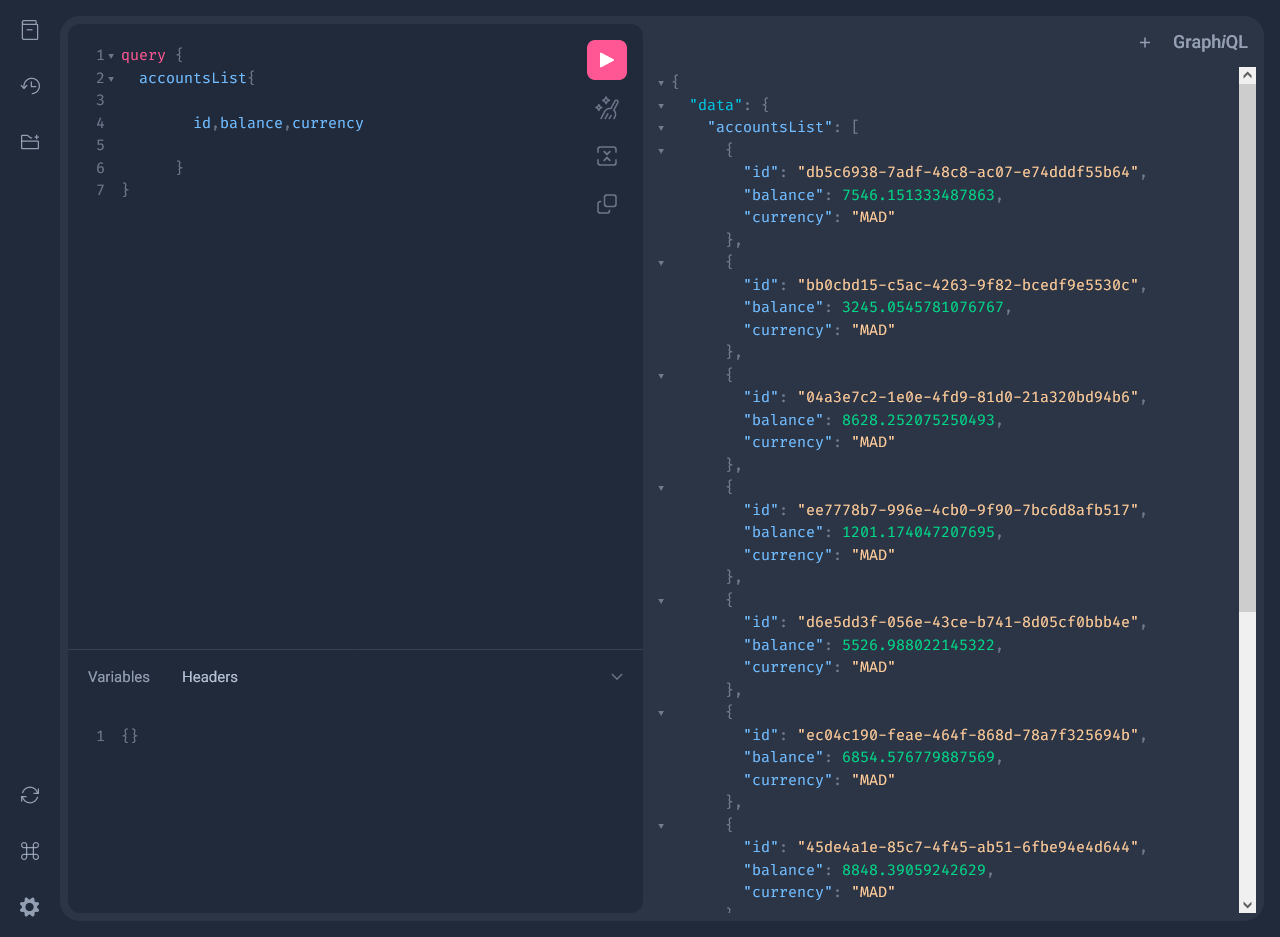 1 query {
2 accountsList{
3
4 id,balance,currency
5
6 }
7 }
Variables Headers
1 {}
+ GraphiQL
{
"data": {
"accountsList": [
{
"id": "db5c6938-7adf-48c8-ac07-e74dddf55b64",
"balance": 7546.151333487863,
"currency": "MAD"
},
{
"id": "bb0cbd15-c5ac-4263-9f82-bcedf9e5530c",
"balance": 3245.0545781076767,
"currency": "MAD"
},
{
"id": "04a3e7c2-1e0e-4fd9-81d0-21a320bd94b6",
"balance": 8628.252075250493,
"currency": "MAD"
},
{
"id": "ee7778b7-996e-4cb0-9f90-7bc6d8afb517",
"balance": 1201.174047207695,
"currency": "MAD"
},
{
"id": "d6e5dd3f-056e-43ce-b741-8d05cf0bbb4e",
"balance": 5526.988022145322,
"currency": "MAD"
},
{
"id": "ec04c190-feae-464f-868d-78a7f325694b",
"balance": 6854.576779887569,
"currency": "MAD"
},
{
"id": "45de4a1e-85c7-4f45-ab51-6fbe94e4d644",
"balance": 8848.39059242629,
"currency": "MAD"